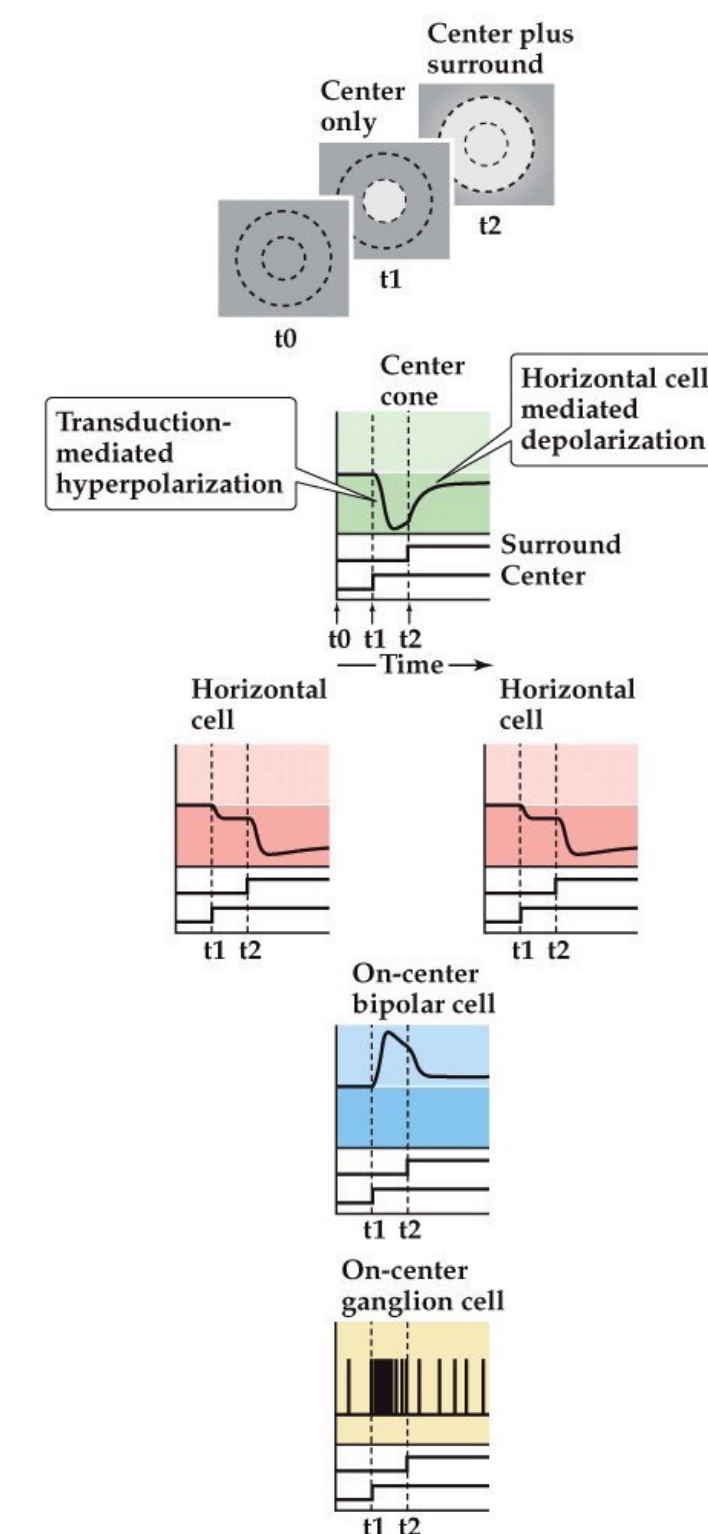 Center plus
surround
Center
only
t2
t1
t0
Center
cone
Horizontal cell
mediated
depolarization
Transduction-
mediated
hyperpolarization
Surround
Center
t0 t1 t2
Time
Horizontal
cell
Horizontal
cell
t1 t2
t1 t2
On-center
bipolar cell
t1 t2
On-center
ganglion cell
t1 t2